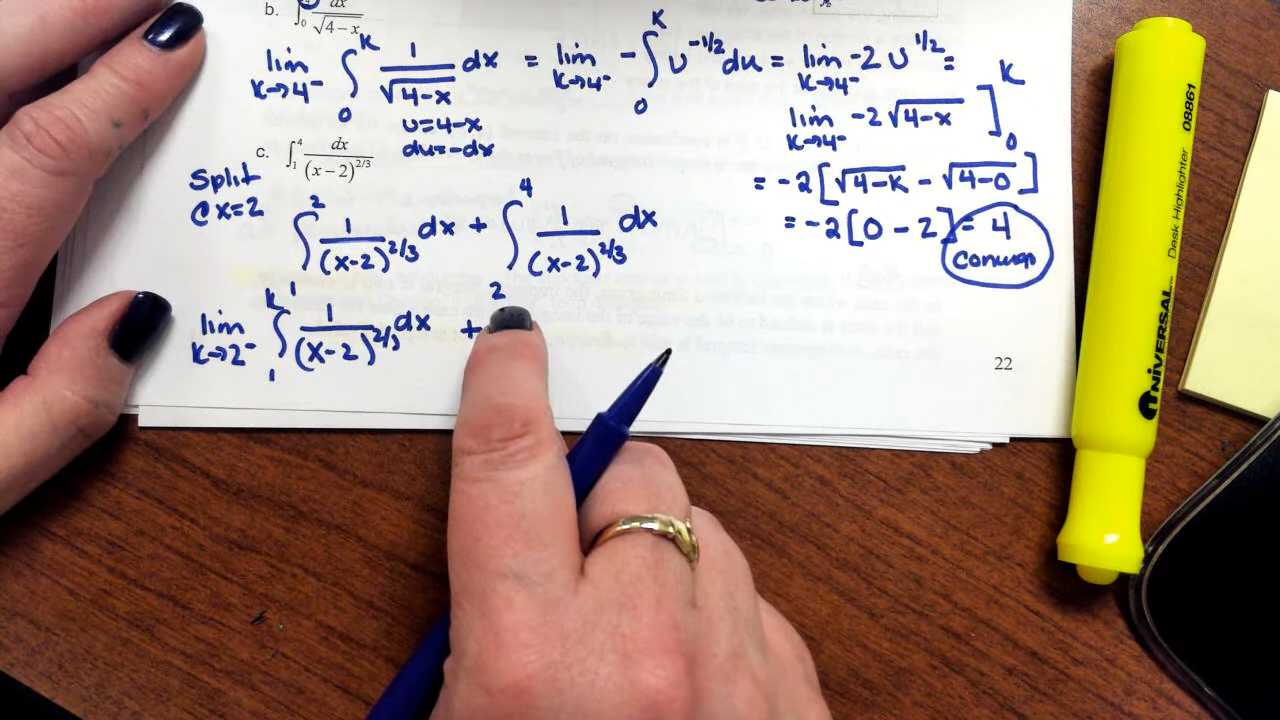 b. ∫₀ dx/√(4−x)
lim K→4⁻ ∫₀ᴷ 1/√(4−x) dx = lim K→4⁻ −∫₀ᴷ u^(−1/2) du = lim K→4⁻ −2 u^(1/2) =
u=4−x
du=−dx
lim K→4⁻ −2√(4−x) ]₀ᴷ
= −2[√(4−K) − √(4−0)]
= −2[0 − 2] = 4
c. ∫₁⁴ dx/(x−2)^(2/3)
Split
@ x=2
∫₁² 1/(x−2)^(2/3) dx + ∫₂⁴ 1/(x−2)^(2/3) dx
lim K→2⁻ ∫₁ᴷ 1/(x−2)^(2/3) dx +
22
UNIVERSAL Desk Highlighter 08861